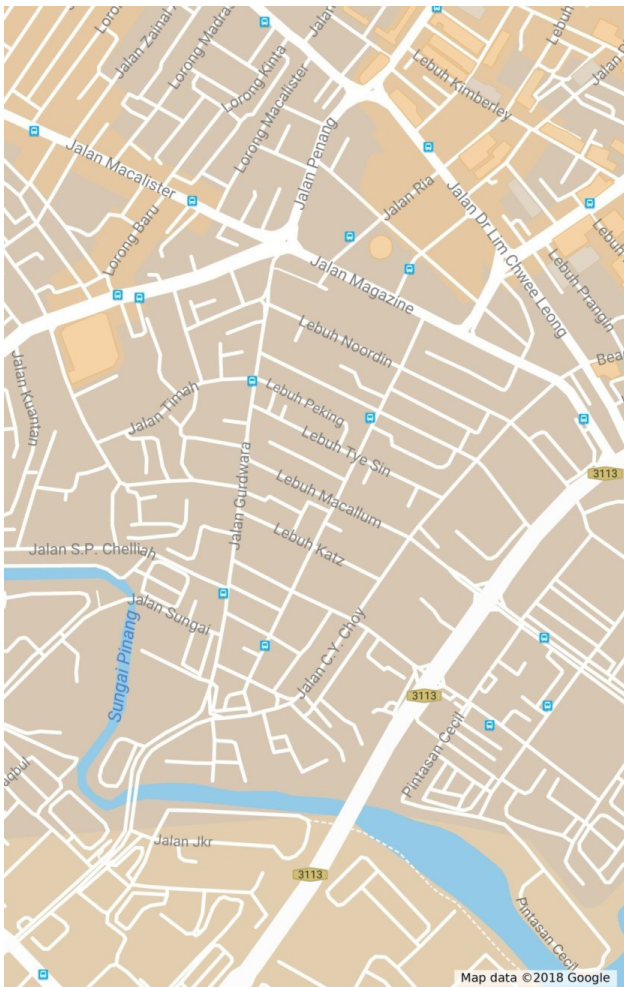 Jalan Zainal
Lorong Madras
Lorong Kinta
Lorong Macalister
Lebuh Kimberley
Jalan Penang
Jalan Macalister
Jalan Ria
Jalan Dr Lim Chwee Leong
Lorong Baru
Jalan Magazine
Lebuh Prangin
Lebuh Noordin
Jalan Kuantan
Jalan Timah
Lebuh Peking
Lebuh Tye Sin
Jalan Gurdwara
3113
Lebuh Macallum
Lebuh Katz
Jalan S.P. Chelliah
Jalan Sungai
Sungai Pinang
Jalan C.Y. Choy
3113
Pintasan Cecil
Jalan Jkr
3113
Pintasan Cecil
Map data ©2018 Google